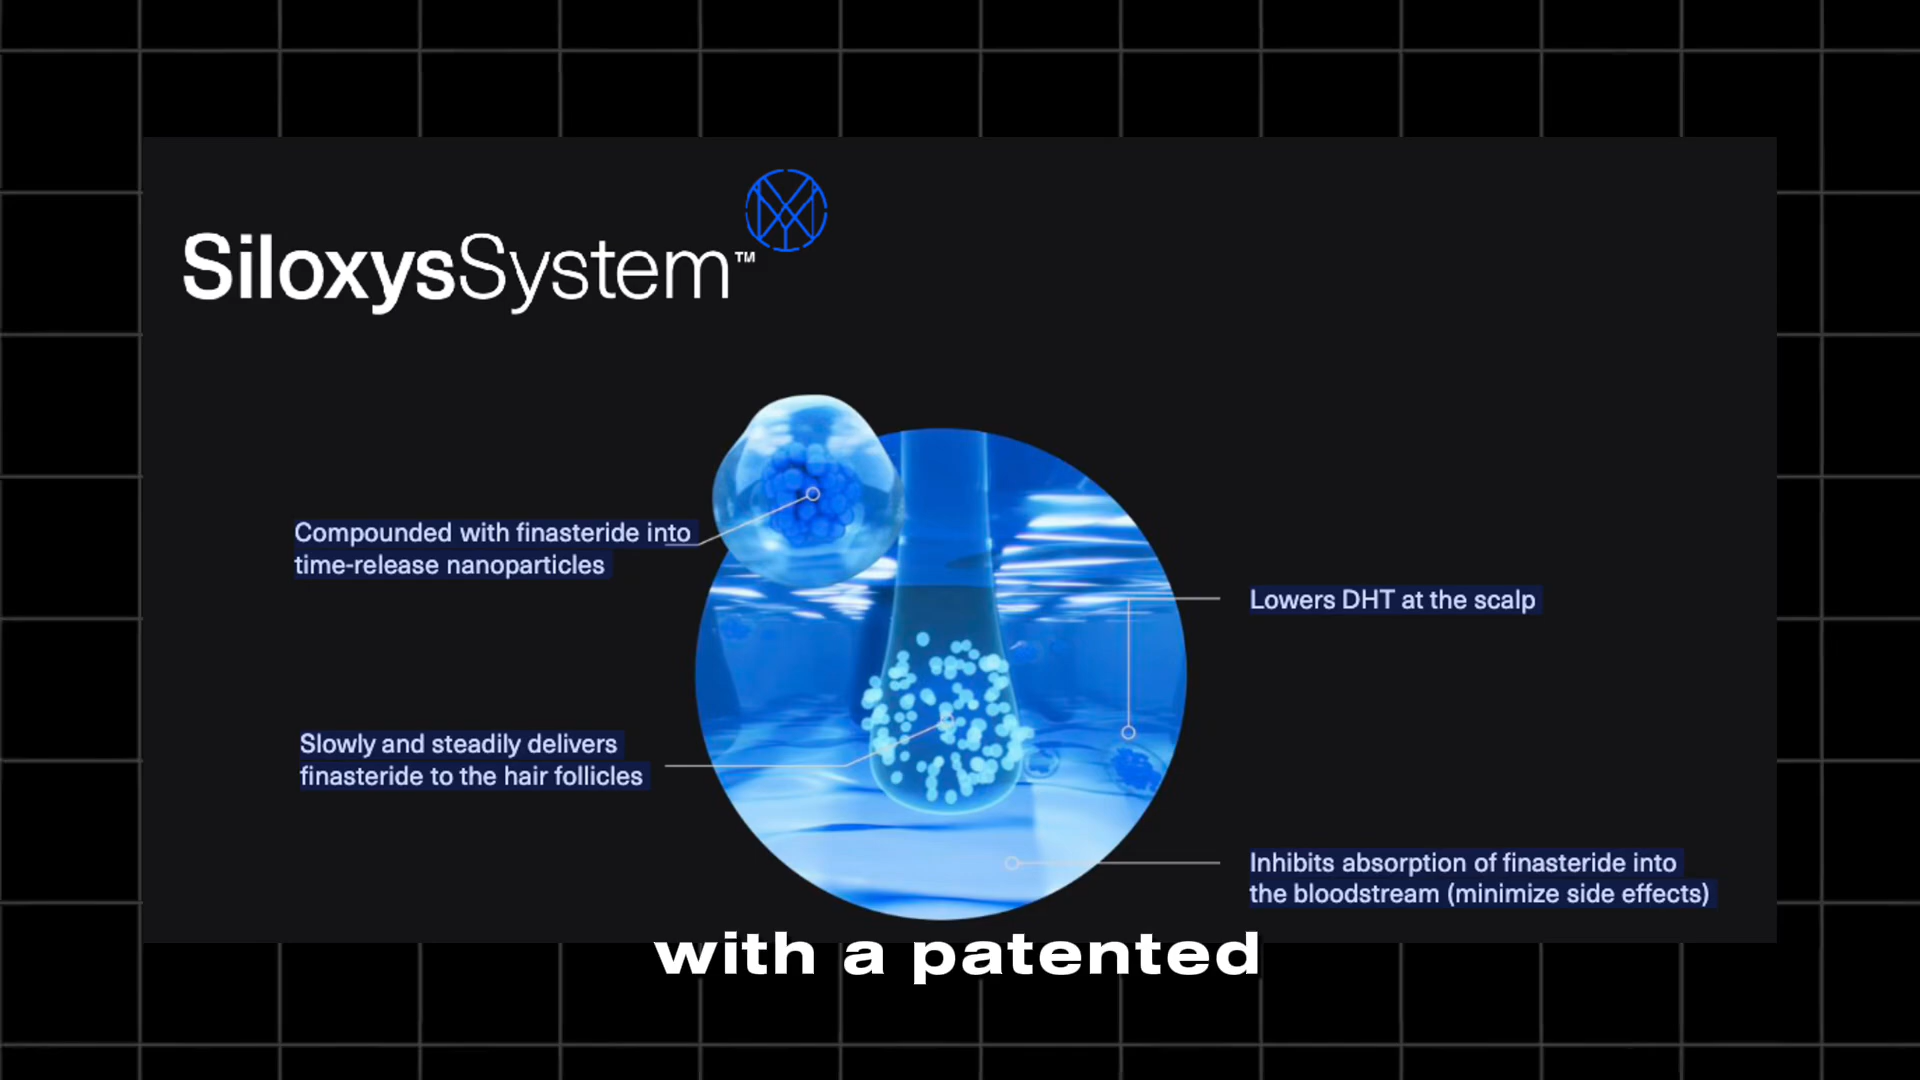 SiloxysSystem™
Compounded with finasteride into
time-release nanoparticles
Lowers DHT at the scalp
Slowly and steadily delivers
finasteride to the hair follicles
Inhibits absorption of finasteride into
the bloodstream (minimize side effects)
with a patented